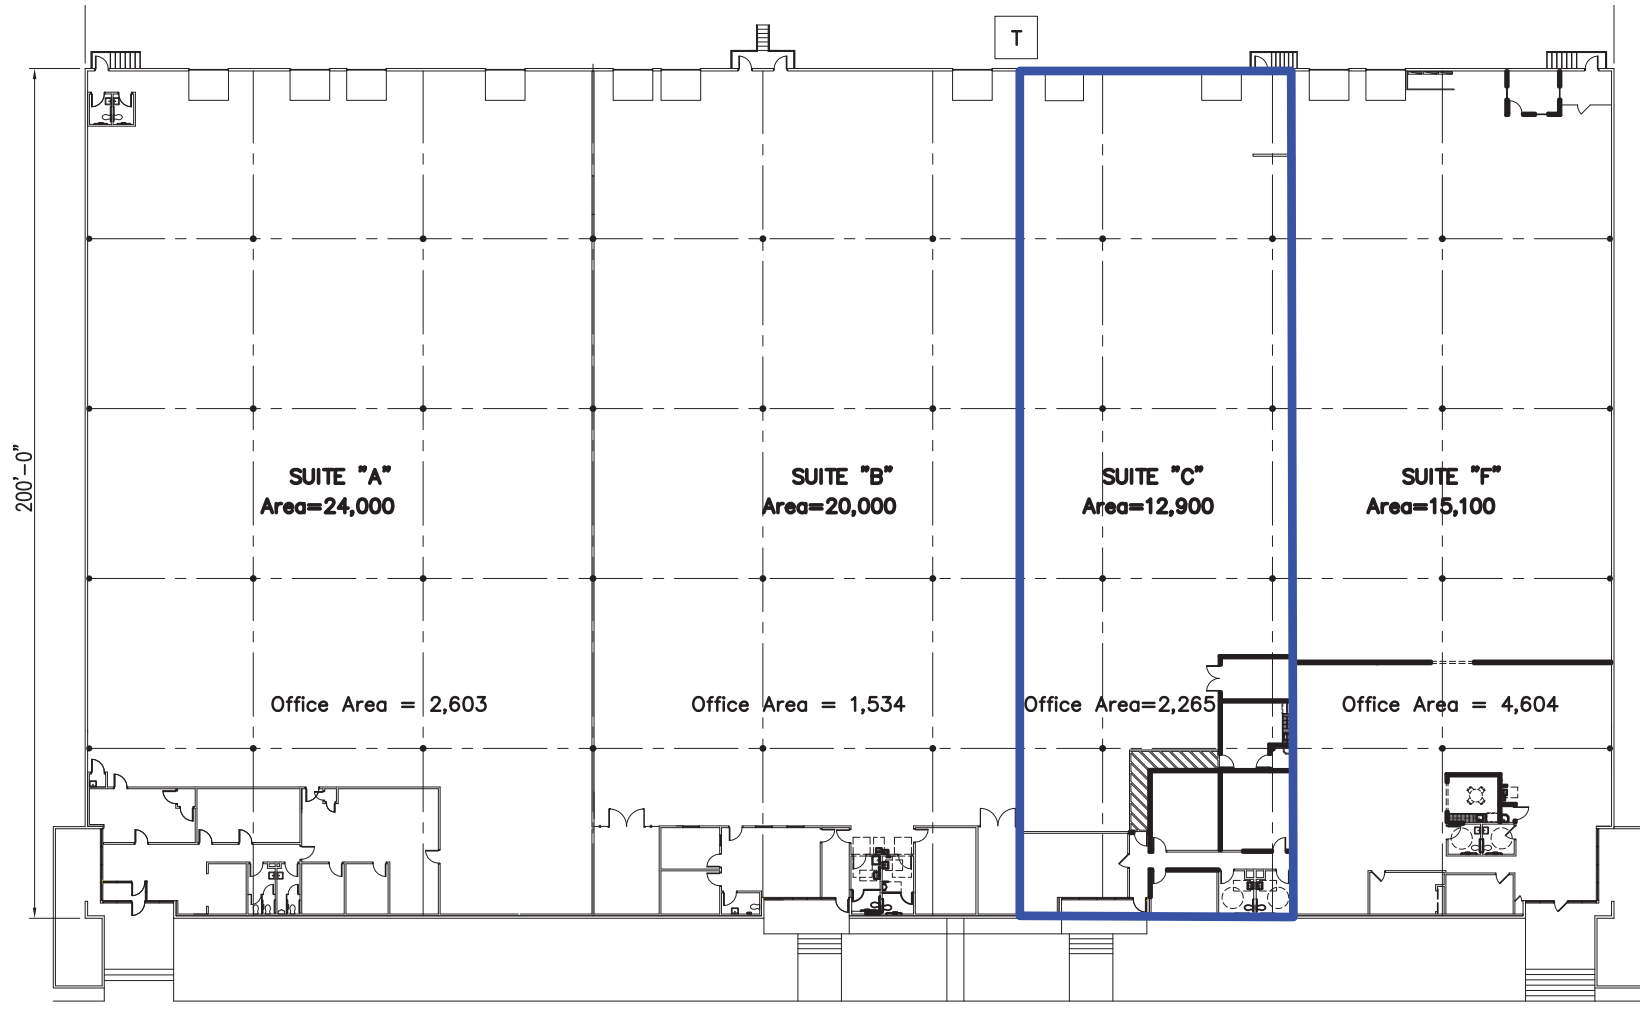 T
200'-0"
SUITE "A"
Area=24,000
SUITE "B"
Area=20,000
SUITE "C"
Area=12,900
SUITE "F"
Area=15,100
Office Area = 2,603
Office Area = 1,534
Office Area=2,265
Office Area = 4,604